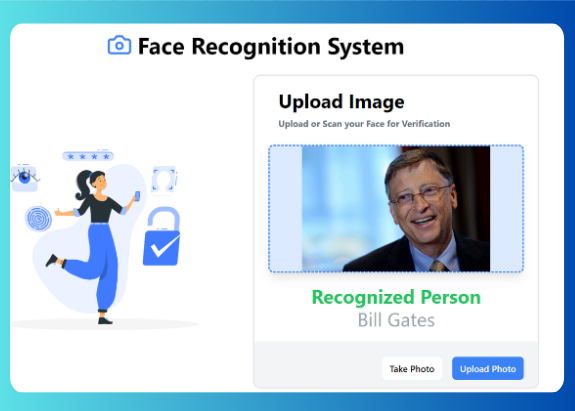 Face Recognition System
Upload Image
Upload or Scan your Face for Verification
* * * *
Recognized Person
Bill Gates
Take Photo
Upload Photo